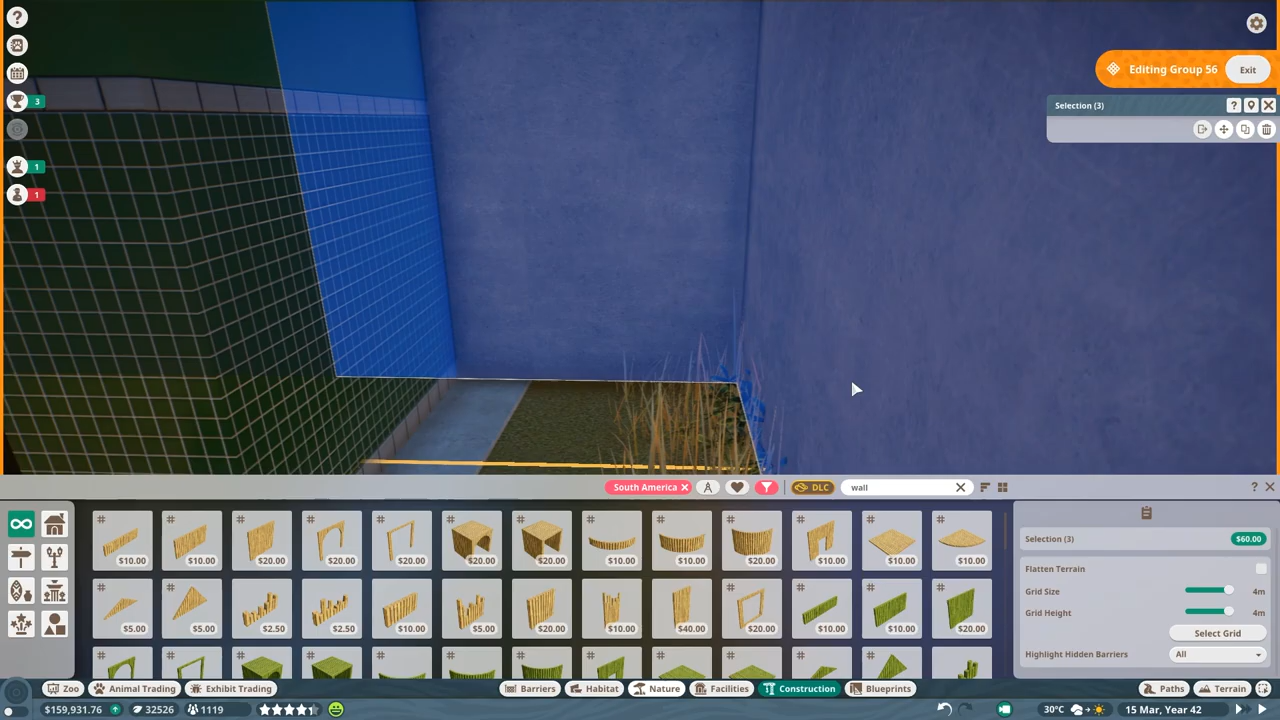 ?
3
1
1
Editing Group 56
Exit
Selection (3)
?
South America
DLC
wall
?
$10.00 $10.00 $20.00 $20.00 $20.00 $20.00 $20.00 $10.00 $10.00 $20.00 $10.00 $10.00 $10.00
$5.00 $5.00 $2.50 $2.50 $10.00 $5.00 $20.00 $10.00 $40.00 $20.00 $10.00 $10.00 $20.00
Selection (3) $60.00
Flatten Terrain
Grid Size 4m
Grid Height 4m
Select Grid
Highlight Hidden Barriers All
Zoo Animal Trading Exhibit Trading Barriers Habitat Nature Facilities Construction Blueprints Paths Terrain
$159,931.76 32526 1119 30°C 15 Mar, Year 42